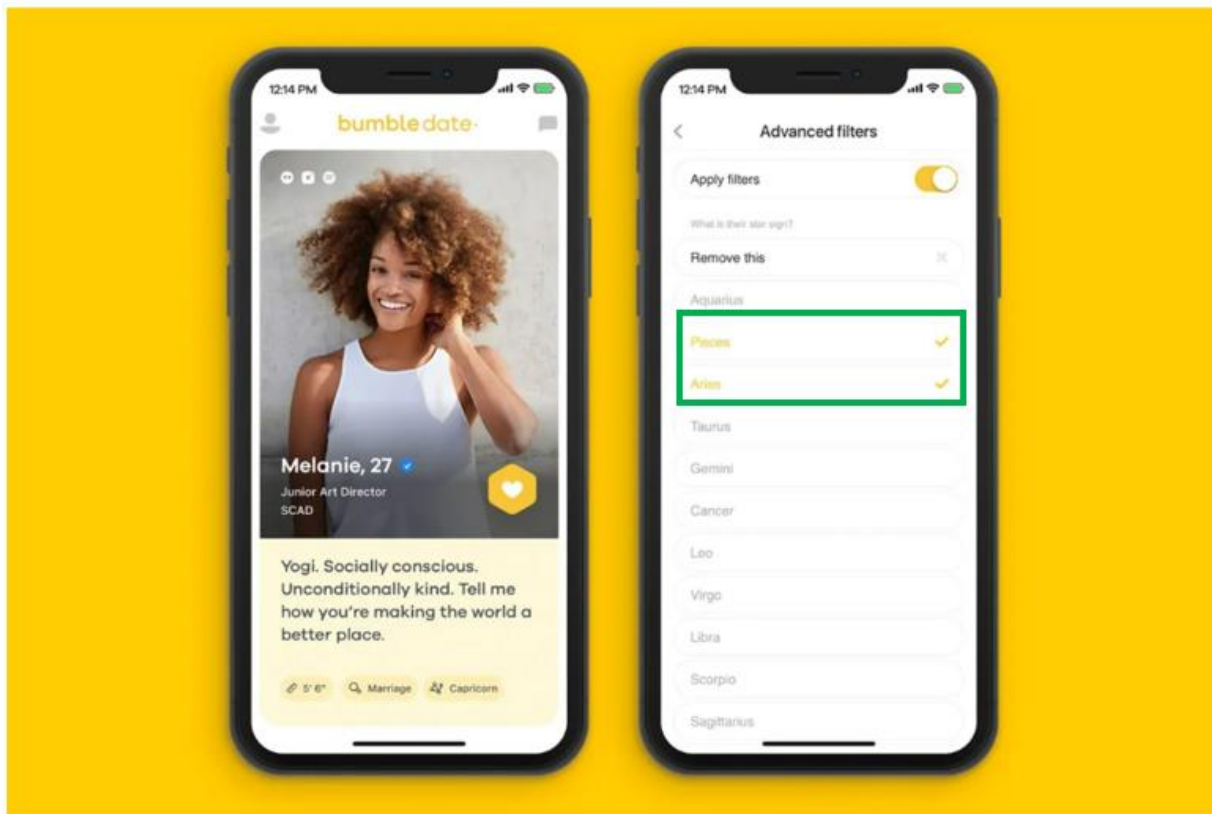 12:14 PM
bumble date
Melanie, 27
Junior Art Director
SCAD
Yogi. Socially conscious.
Unconditionally kind. Tell me
how you're making the world a
better place.
5' 6"
Marriage
Capricorn
12:14 PM
Advanced filters
Apply filters
What is their star sign?
Remove this
Aquarius
Pisces
Aries
Taurus
Gemini
Cancer
Leo
Virgo
Libra
Scorpio
Sagittarius